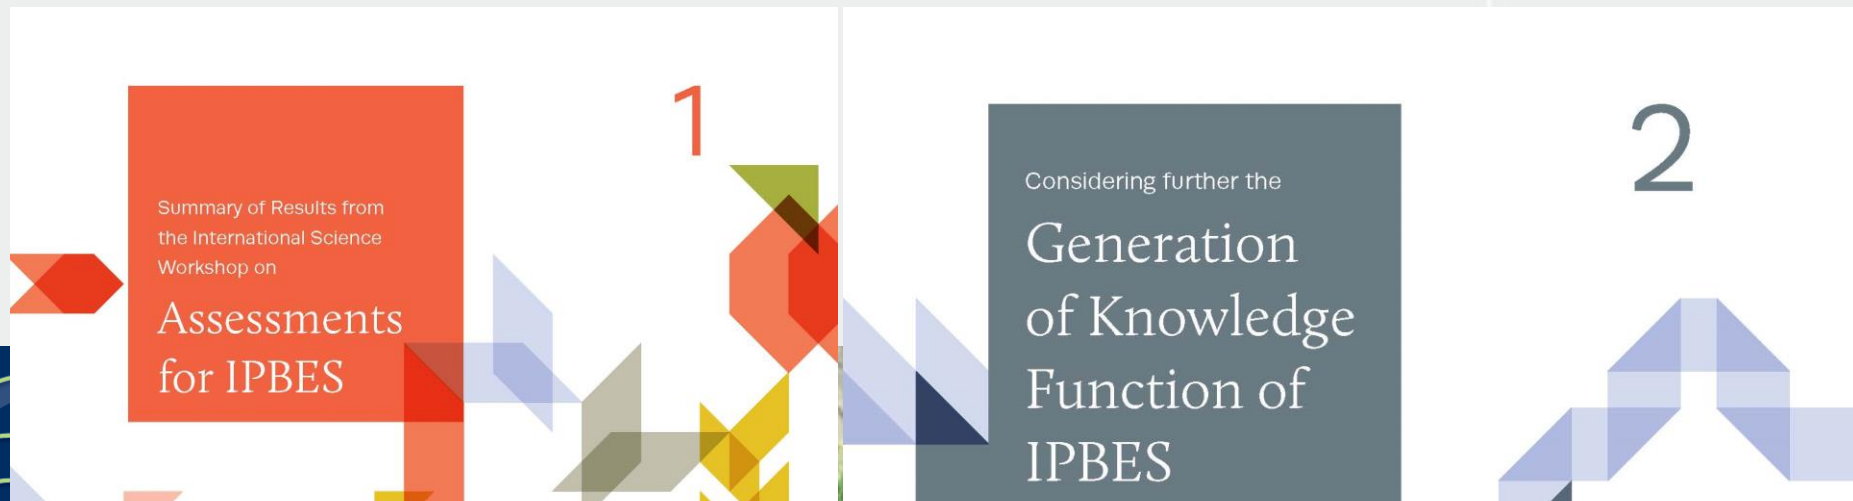 1
Summary of Results from
the International Science
Workshop on
Assessments
for IPBES
2
Considering further the
Generation
of Knowledge
Function of
IPBES